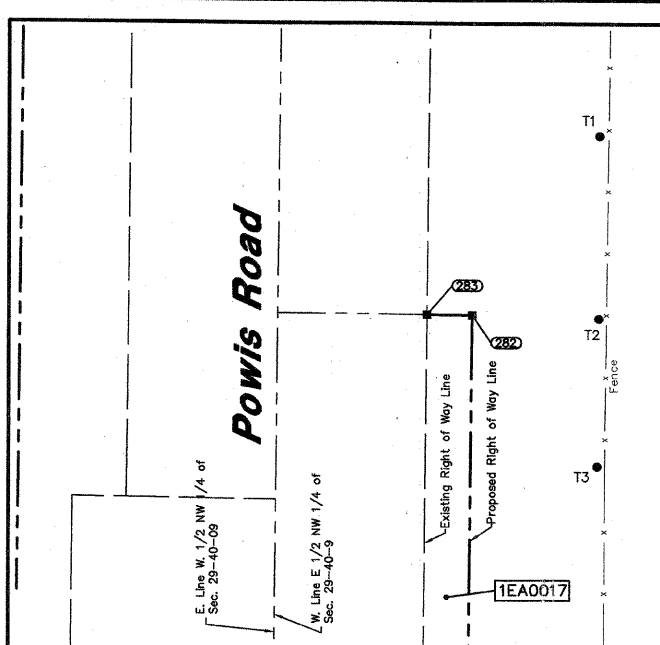 T1
Powis Road
283
282
T2
Fence
Existing Right of Way Line
Proposed Right of Way Line
T3
E. Line W. 1/2 NW 1/4 of
Sec. 29-40-09
W. Line E 1/2 NW 1/4 of
Sec. 29-40-9
1EA0017